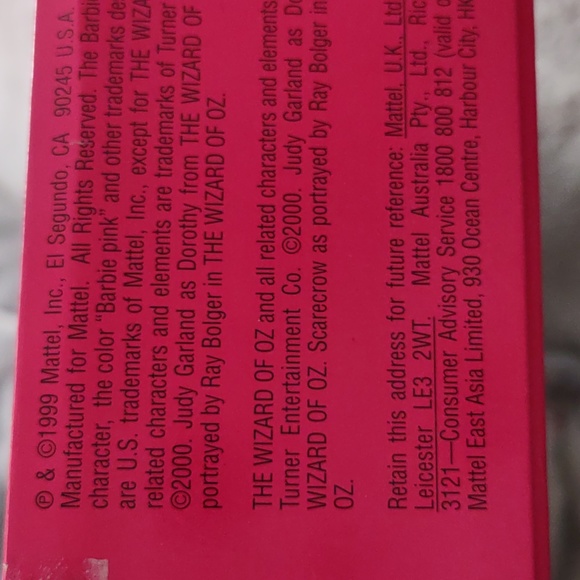 ℗ & ©1999 Mattel, Inc., El Segundo, CA 90245 U.S.A.
Manufactured for Mattel. All Rights Reserved. The Barbie
character, the color "Barbie pink" and other trademarks des
are U.S. trademarks of Mattel, Inc., except for THE WIZA
related characters and elements are trademarks of Turner
©2000. Judy Garland as Dorothy from THE WIZARD OF
portrayed by Ray Bolger in THE WIZARD OF OZ.
THE WIZARD OF OZ and all related characters and elements
Turner Entertainment Co. ©2000. Judy Garland as Do
WIZARD OF OZ. Scarecrow as portrayed by Ray Bolger in
OZ.
Retain this address for future reference: Mattel, U.K., Ltd
Leicester LE3 2WT. Mattel Australia Pty., Ltd., Ric
3121—Consumer Advisory Service 1800 800 812 (valid o
Mattel East Asia Limited, 930 Ocean Centre, Harbour City, HK